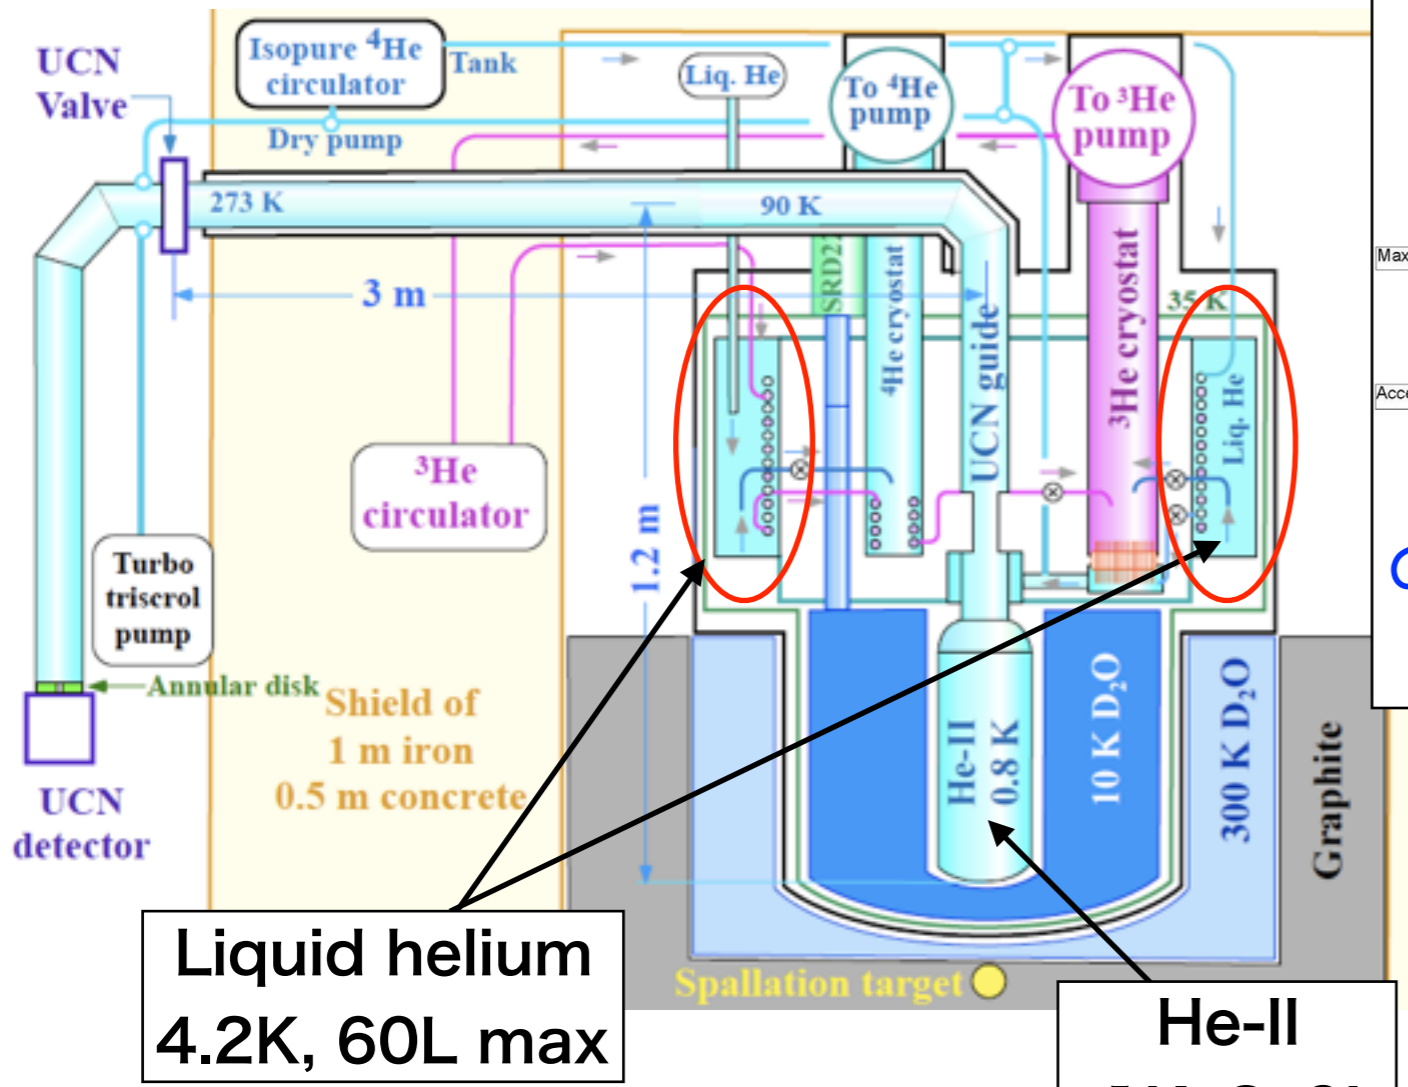 UCN
Valve
Isopure ⁴He
circulator
Tank
Dry pump
Liq. He
To ⁴He
pump
To ³He
pump
273 K
90 K
3 m
SRD22
⁴He cryostat
UCN guide
³He cryostat
35 K
Liq. He
³He
circulator
1.2 m
Turbo
triscrol
pump
Annular disk
Shield of
1 m iron
0.5 m concrete
UCN
detector
He-II
0.8 K
10 K D₂O
300 K D₂O
Graphite
Spallation target
Liquid helium
4.2K, 60L max
He-II
Max
Acce